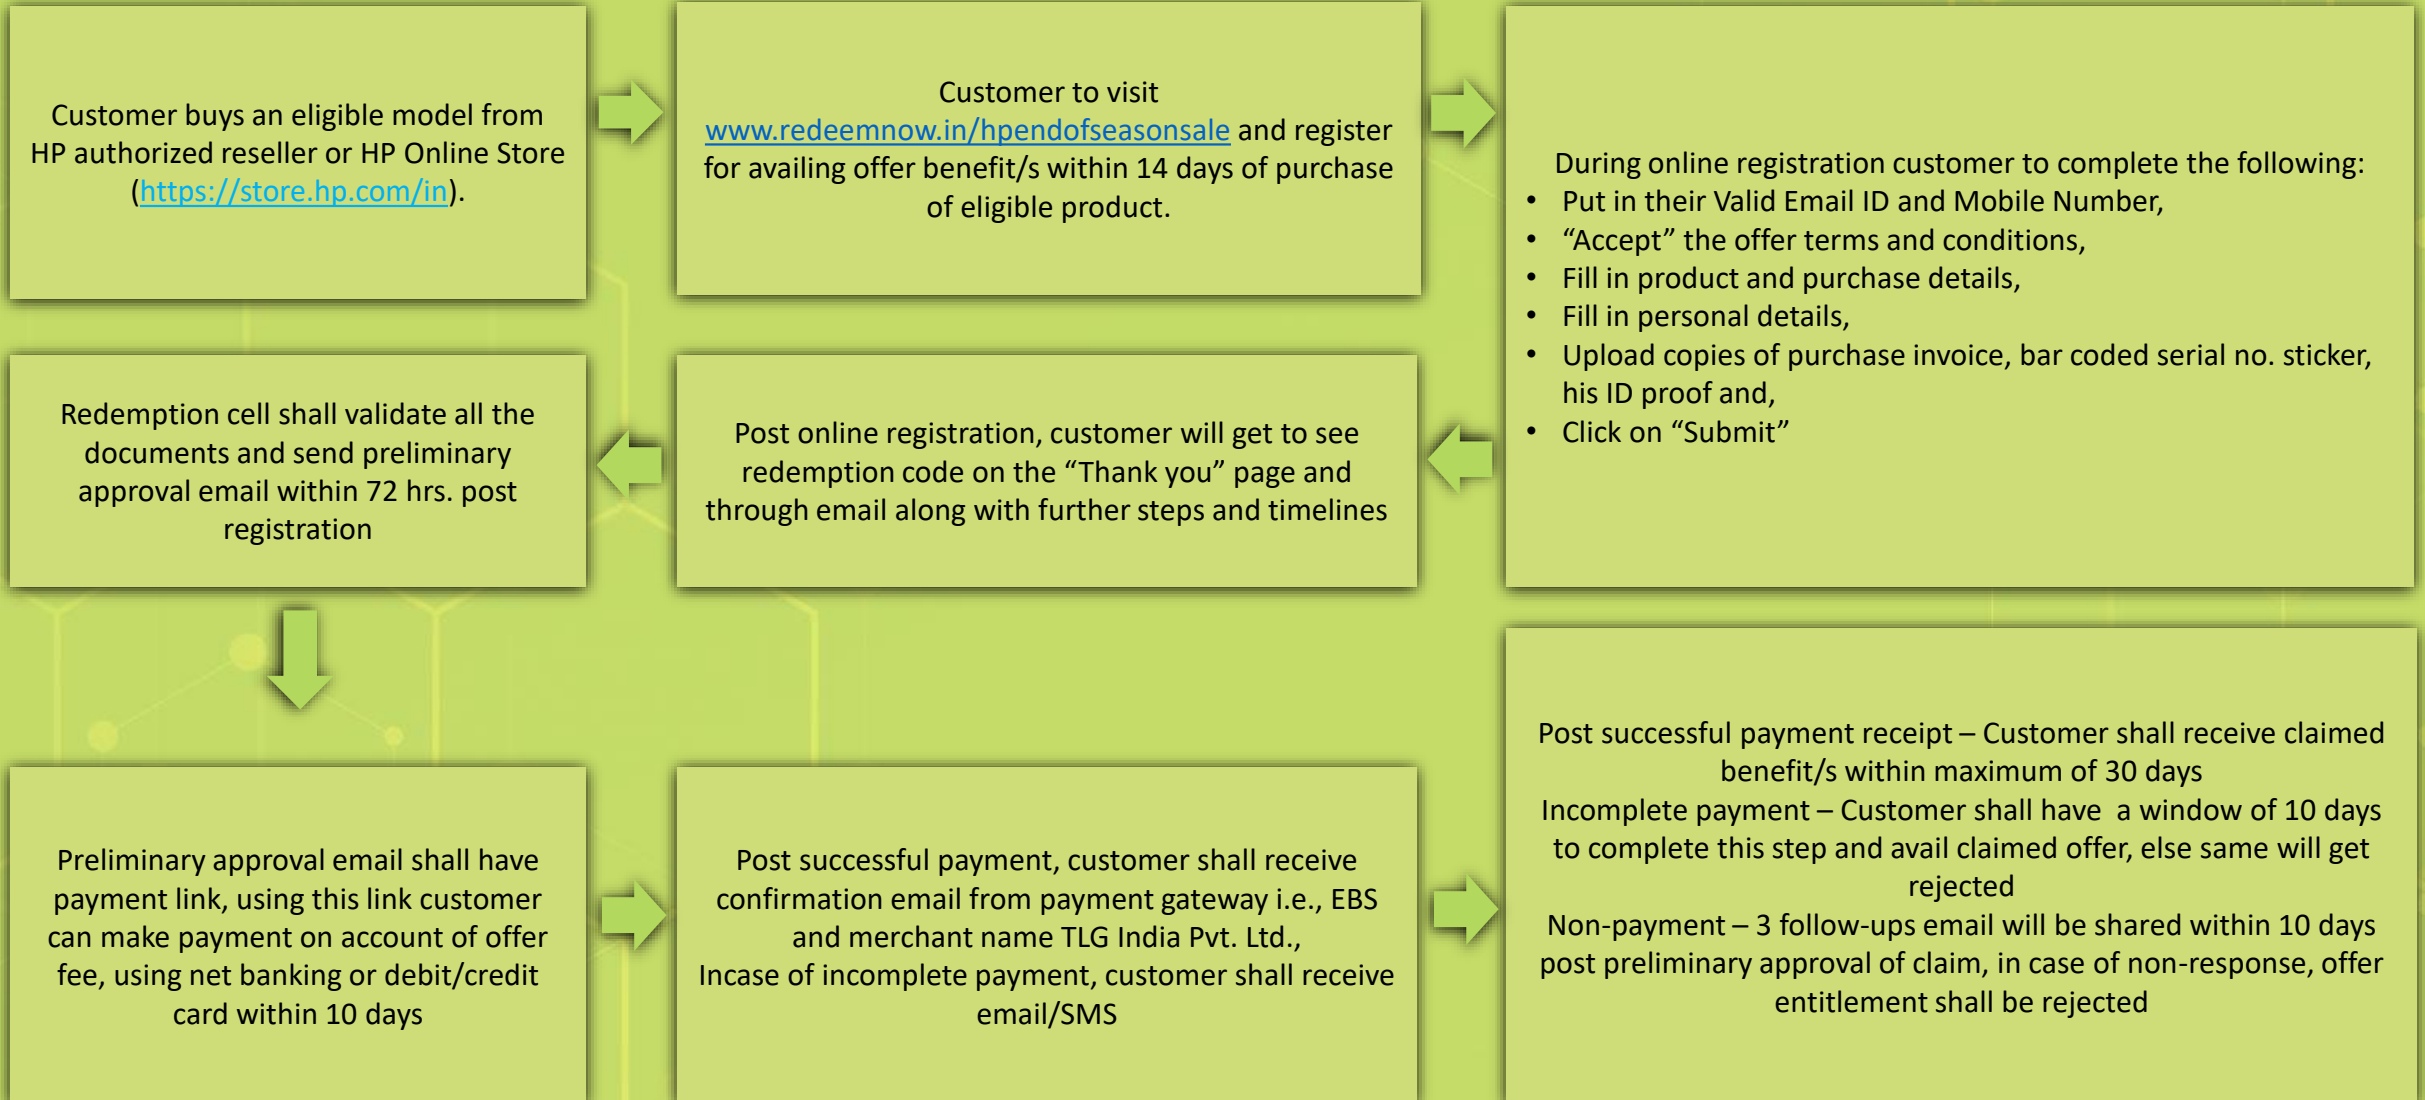 Customer buys an eligible model from
HP authorized reseller or HP Online Store
(https://store.hp.com/in).
Customer to visit
www.redeemnow.in/hpendofseasonsale and register
for availing offer benefit/s within 14 days of purchase
of eligible product.
During online registration customer to complete the following:
• Put in their Valid Email ID and Mobile Number,
• “Accept” the offer terms and conditions,
• Fill in product and purchase details,
• Fill in personal details,
• Upload copies of purchase invoice, bar coded serial no. sticker,
his ID proof and,
• Click on “Submit”
Post online registration, customer will get to see
redemption code on the “Thank you” page and
through email along with further steps and timelines
Redemption cell shall validate all the
documents and send preliminary
approval email within 72 hrs. post
registration
Preliminary approval email shall have
payment link, using this link customer
can make payment on account of offer
fee, using net banking or debit/credit
card within 10 days
Post successful payment, customer shall receive
confirmation email from payment gateway i.e., EBS
and merchant name TLG India Pvt. Ltd.,
Incase of incomplete payment, customer shall receive
email/SMS
Post successful payment receipt – Customer shall receive claimed
benefit/s within maximum of 30 days
Incomplete payment – Customer shall have a window of 10 days
to complete this step and avail claimed offer, else same will get
rejected
Non-payment – 3 follow-ups email will be shared within 10 days
post preliminary approval of claim, in case of non-response, offer
entitlement shall be rejected